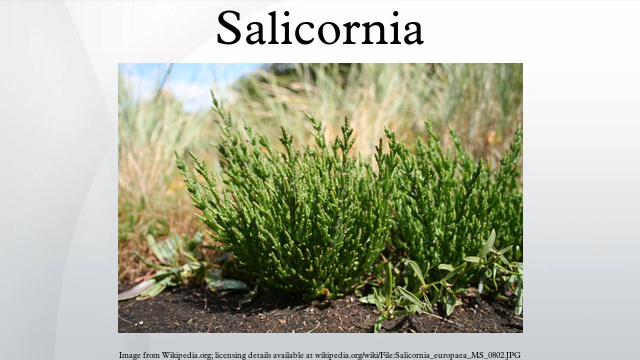 Salicornia
Image from Wikipedia.org; licensing details available at wikipedia.org/wiki/File:Salicornia_europaea_MS_0802.JPG